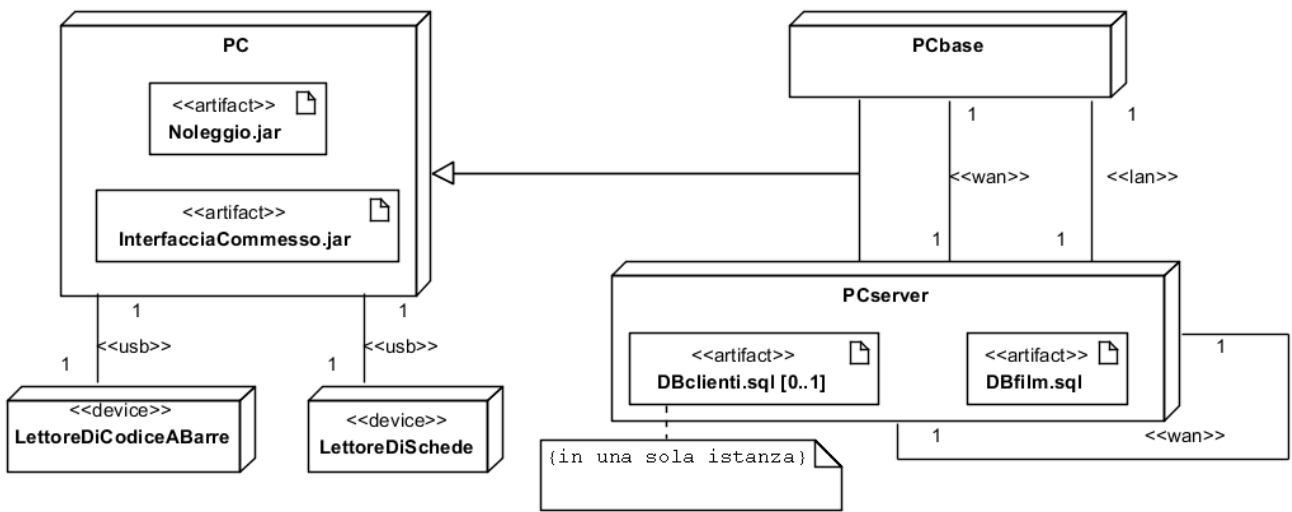 PC
<<artifact>>
Noleggio.jar
<<artifact>>
InterfacciaCommesso.jar
1
<<usb>>
1
1
<<usb>>
1
<<device>>
LettoreDiCodiceABarre
<<device>>
LettoreDiSchede
PCbase
1
<<wan>>
1
1
<<lan>>
1
PCserver
<<artifact>>
DBclienti.sql [0..1]
<<artifact>>
DBfilm.sql
{in una sola istanza}
1
<<wan>>
1